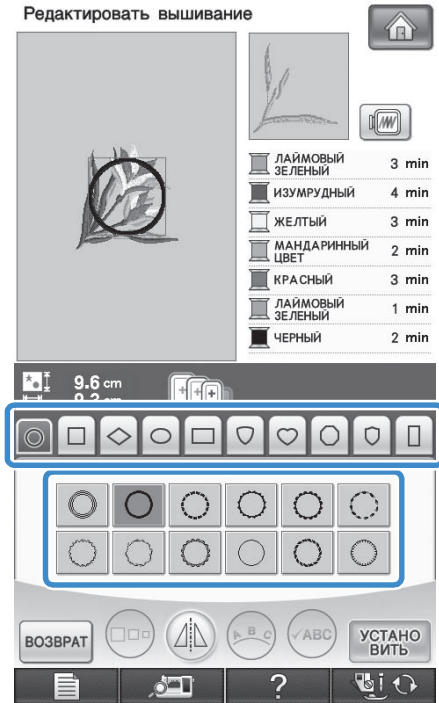 Редактировать вышивание
ЛАЙМОВЫЙ
ЗЕЛЕНЫЙ 3 min
ИЗУМРУДНЫЙ 4 min
ЖЕЛТЫЙ 3 min
МАНДАРИННЫЙ
ЦВЕТ 2 min
КРАСНЫЙ 3 min
ЛАЙМОВЫЙ
ЗЕЛЕНЫЙ 1 min
ЧЕРНЫЙ 2 min
9.6 cm
ВОЗВРАТ
A B C
✓ABC
УСТАНО
ВИТЬ
?